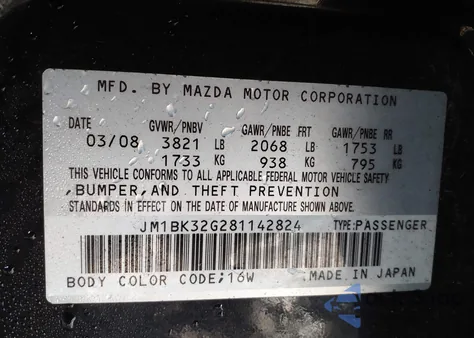 MFD. BY MAZDA MOTOR CORPORATION
DATE GVWR/PNBV GAWR/PNBE FRT GAWR/PNBE RR
03/08 3821 LB 2068 LB 1753 LB
1733 KG 938 KG 795 KG
THIS VEHICLE CONFORMS TO ALL APPLICABLE FEDERAL MOTOR VEHICLE SAFETY
,BUMPER,AND THEFT PREVENTION
STANDARDS IN EFFECT ON THE DATE OF MANUFACTURE SHOWN ABOVE.
JM1BK32G281142824 TYPE:PASSENGER
BODY COLOR CODE;16W MADE IN JAPAN